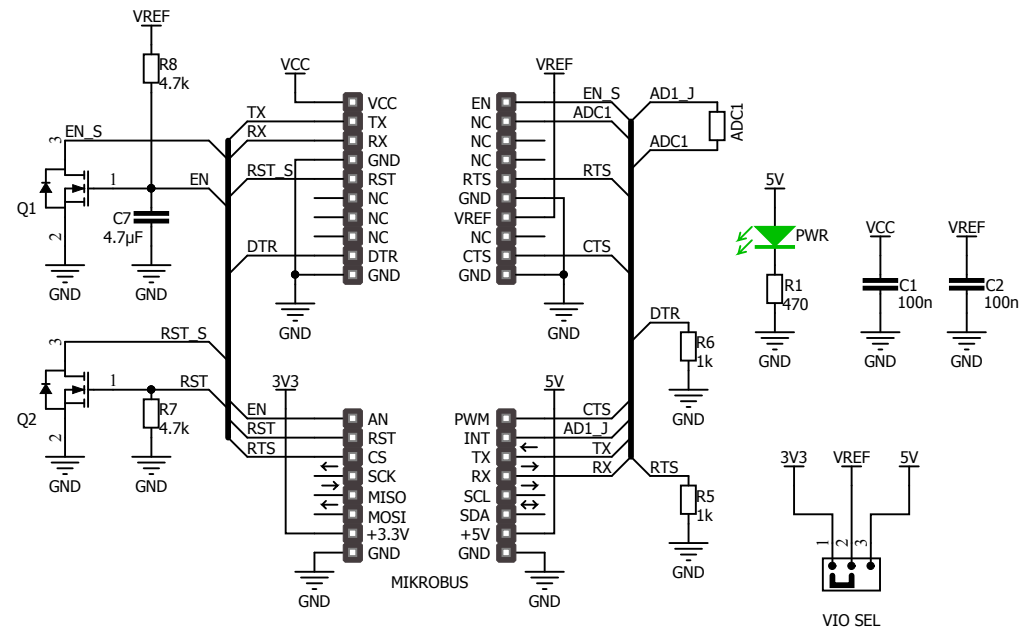 VREF
R8
4.7k
3
EN_S
1
EN
Q1
2
C7
4.7µF
GND
GND
3
RST_S
1
RST
Q2
2
R7
4.7k
GND
GND
VCC
TX
RX
RST_S
DTR
VCC
TX
RX
GND
RST
NC
NC
NC
DTR
GND
GND
3V3
EN
RST
RTS
AN
RST
CS
SCK
MISO
MOSI
+3.3V
GND
GND
MIKROBUS
VREF
EN
NC
NC
NC
RTS
GND
VREF
NC
CTS
GND
GND
EN_S
ADC1
RTS
CTS
AD1_J
ADC1
ADC1
DTR
R6
1k
GND
5V
PWM
INT
TX
RX
SCL
SDA
+5V
GND
GND
CTS
AD1_J
TX
RX
RTS
R5
1k
GND
5V
PWR
R1
470
GND
VCC
C1
100n
GND
VREF
C2
100n
GND
3V3
VREF
5V
1
2
3
VIO SEL